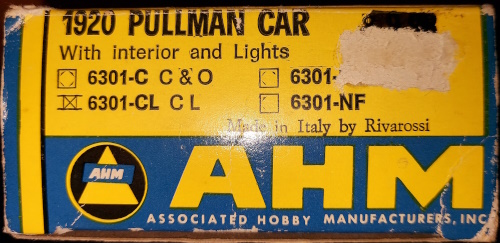 1920 PULLMAN CAR
With interior and Lights
6301-C C & O
6301-
6301-CL C L
6301-NF
Made in Italy by Rivarossi
AHM
AHM
ASSOCIATED HOBBY MANUFACTURERS, INC